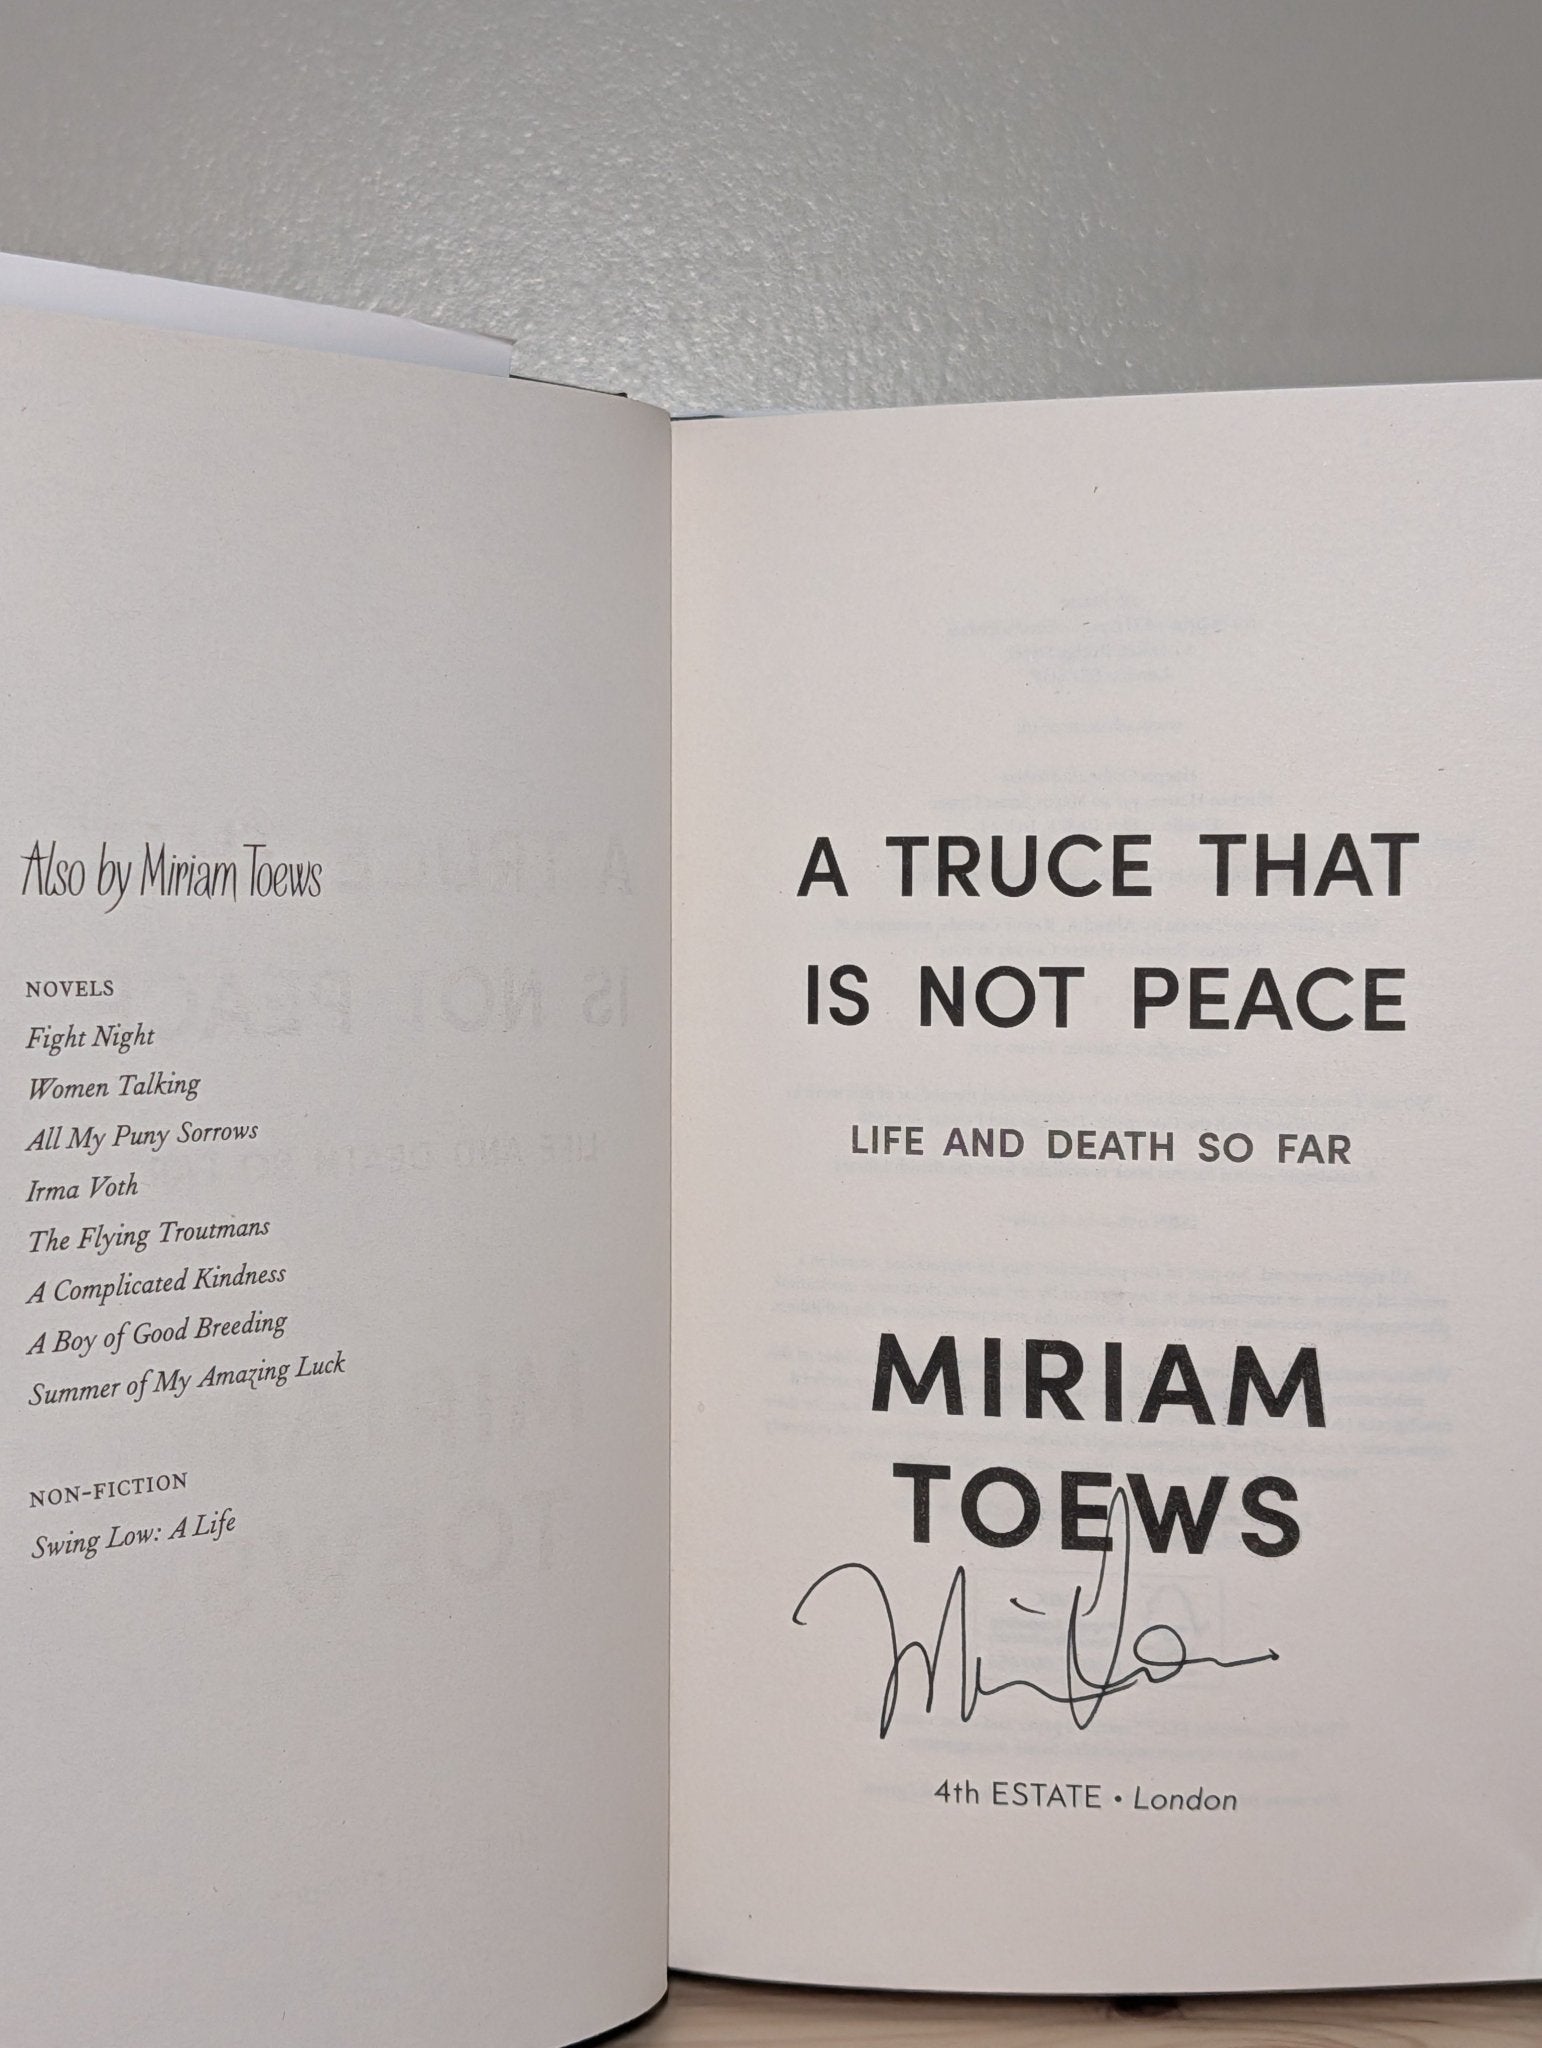 Also by Miriam Toews
NOVELS
Fight Night
Women Talking
All My Puny Sorrows
Irma Voth
The Flying Troutmans
A Complicated Kindness
A Boy of Good Breeding
Summer of My Amazing Luck
NON-FICTION
Swing Low: A Life
A TRUCE THAT
IS NOT PEACE
LIFE AND DEATH SO FAR
MIRIAM
TOEWS
4th ESTATE • London